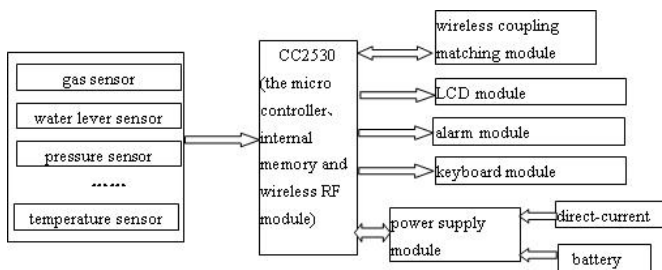 gas sensor
water lever sensor
pressure sensor
......
temperature sensor
CC2530
(the micro
controller、
internal
memory and
wireless RF
module)
wireless coupling
matching module
LCD module
alarm module
keyboard module
power supply
module
direct-current
battery